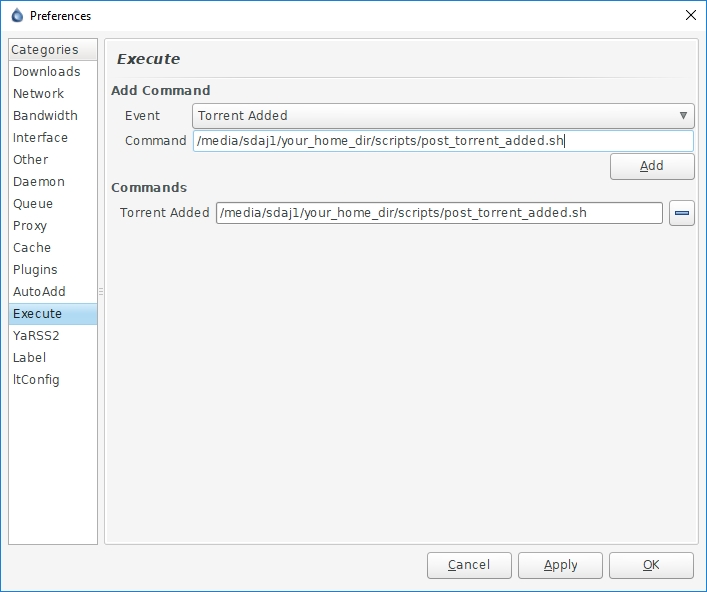 Preferences
Categories
Downloads
Network
Bandwidth
Interface
Other
Daemon
Queue
Proxy
Cache
Plugins
AutoAdd
Execute
YaRSS2
Label
ltConfig
Execute
Add Command
Event Torrent Added
Command /media/sdaj1/your_home_dir/scripts/post_torrent_added.sh
Add
Commands
Torrent Added /media/sdaj1/your_home_dir/scripts/post_torrent_added.sh
Cancel Apply OK